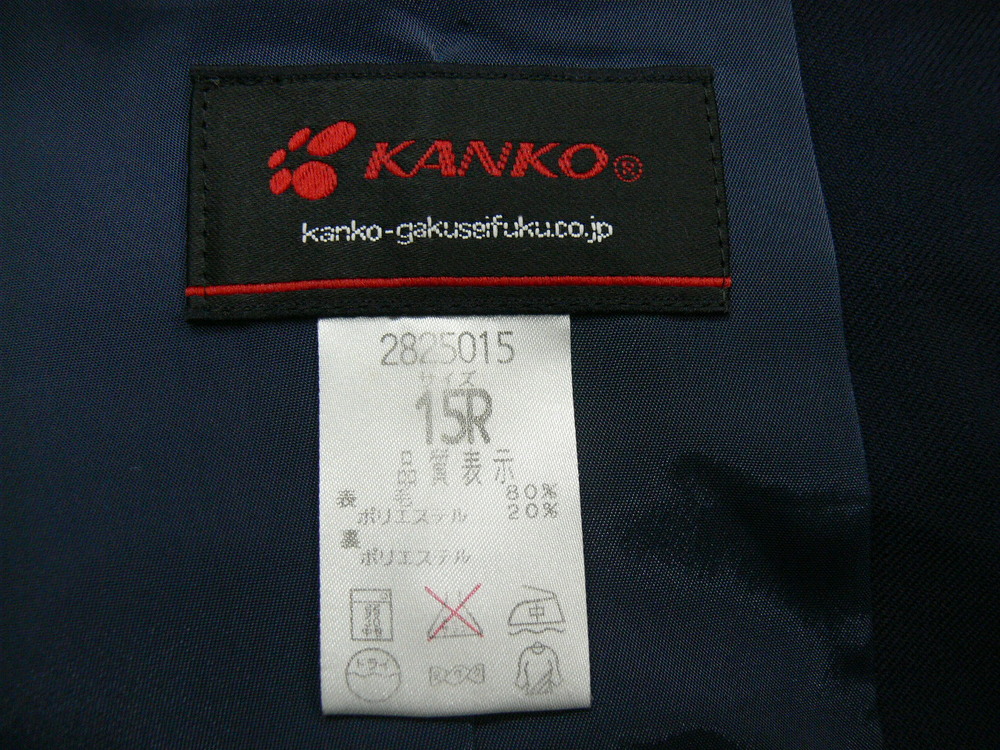 KANKO®
kanko-gakuseifuku.co.jp
2825015
サイズ
15R
品質表示
表 毛 80%
ポリエステル 20%
裏
ポリエステル
中
ドライ